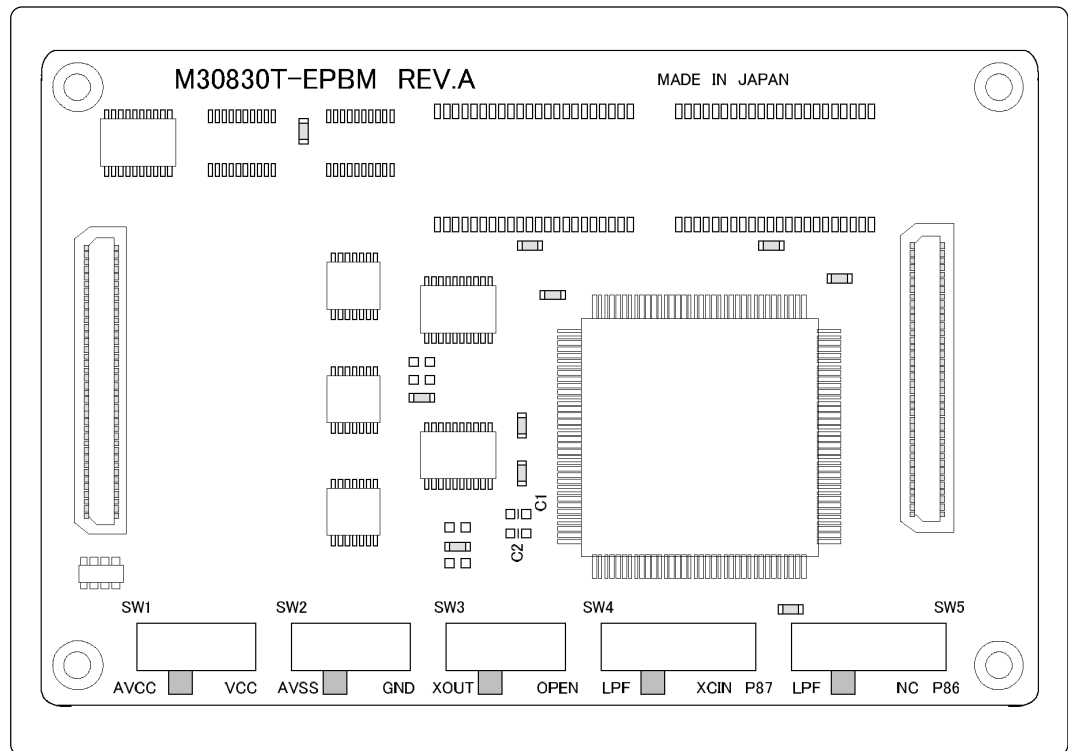 M30830T-EPBM REV.A MADE IN JAPAN
C1
C2
SW1 SW2 SW3 SW4 SW5
AVCC VCC AVSS GND XOUT OPEN LPF XCIN P87 LPF NC P86